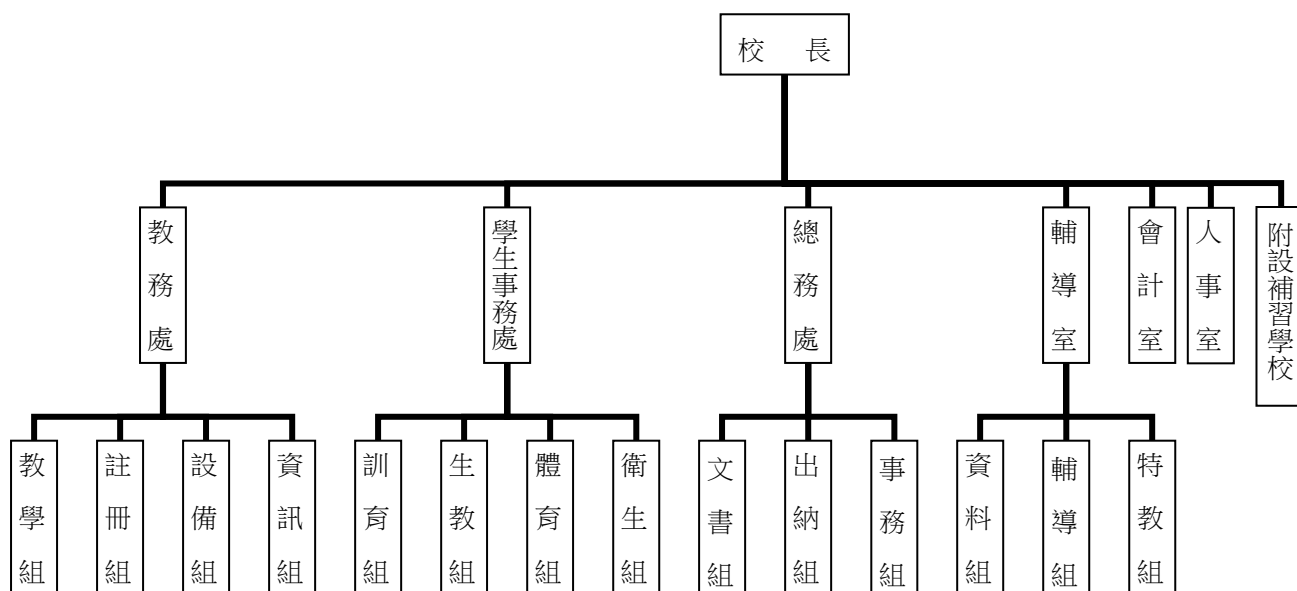 校 長
教務處
學生事務處
總務處
輔導室
會計室
人事室
附設補習學校
教學組
註冊組
設備組
資訊組
訓育組
生教組
體育組
衛生組
文書組
出納組
事務組
資料組
輔導組
特教組